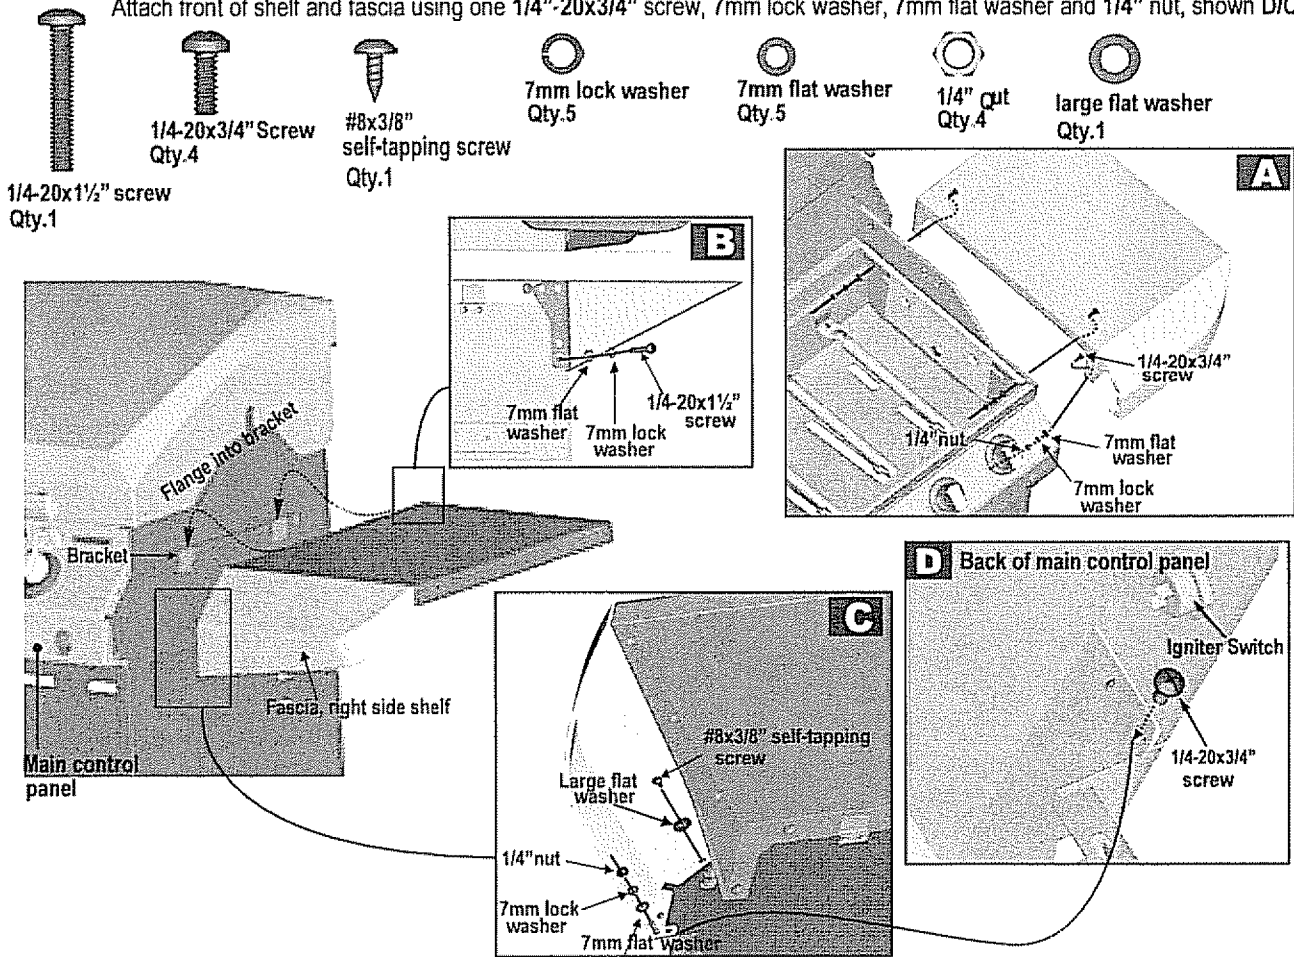 Attach front of shelf and fascia using one 1/4"-20x3/4" screw, 7mm lock washer, 7mm flat washer and 1/4" nut, shown D/C
1/4-20x1½" screw
Qty.1
1/4-20x3/4" Screw
Qty.4
#8x3/8"
self-tapping screw
Qty.1
7mm lock washer
Qty.5
7mm flat washer
Qty.5
1/4" nut
Qty.4
large flat washer
Qty.1
A
1/4-20x3/4"
screw
1/4" nut
7mm flat
washer
7mm lock
washer
B
7mm flat
washer
7mm lock
washer
1/4-20x1½"
screw
Flange into bracket
Bracket
Fascia, right side shelf
Main control
panel
C
#8x3/8" self-tapping
screw
Large flat
washer
1/4" nut
7mm lock
washer
7mm flat washer
D Back of main control panel
Igniter Switch
1/4-20x3/4"
screw